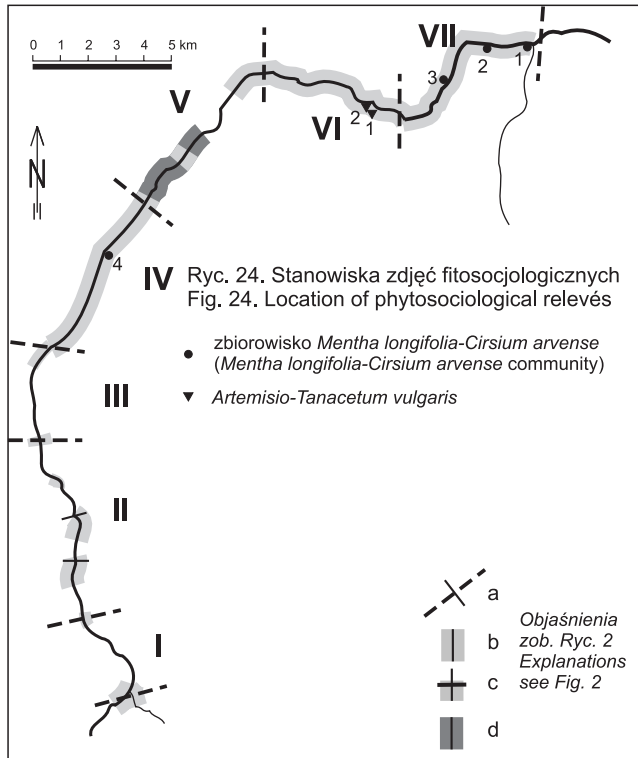 0 1 2 3 4 5 km
VII
2
1
3
V
2
1
VI
N
4
IV
Ryc. 24. Stanowiska zdjęć fitosocjologicznych
Fig. 24. Location of phytosociological relevés
zbiorowisko Mentha longifolia-Cirsium arvense
(Mentha longifolia-Cirsium arvense community)
Artemisio-Tanacetum vulgaris
III
II
I
a
b
c
d
Objaśnienia
zob. Ryc. 2
Explanations
see Fig. 2